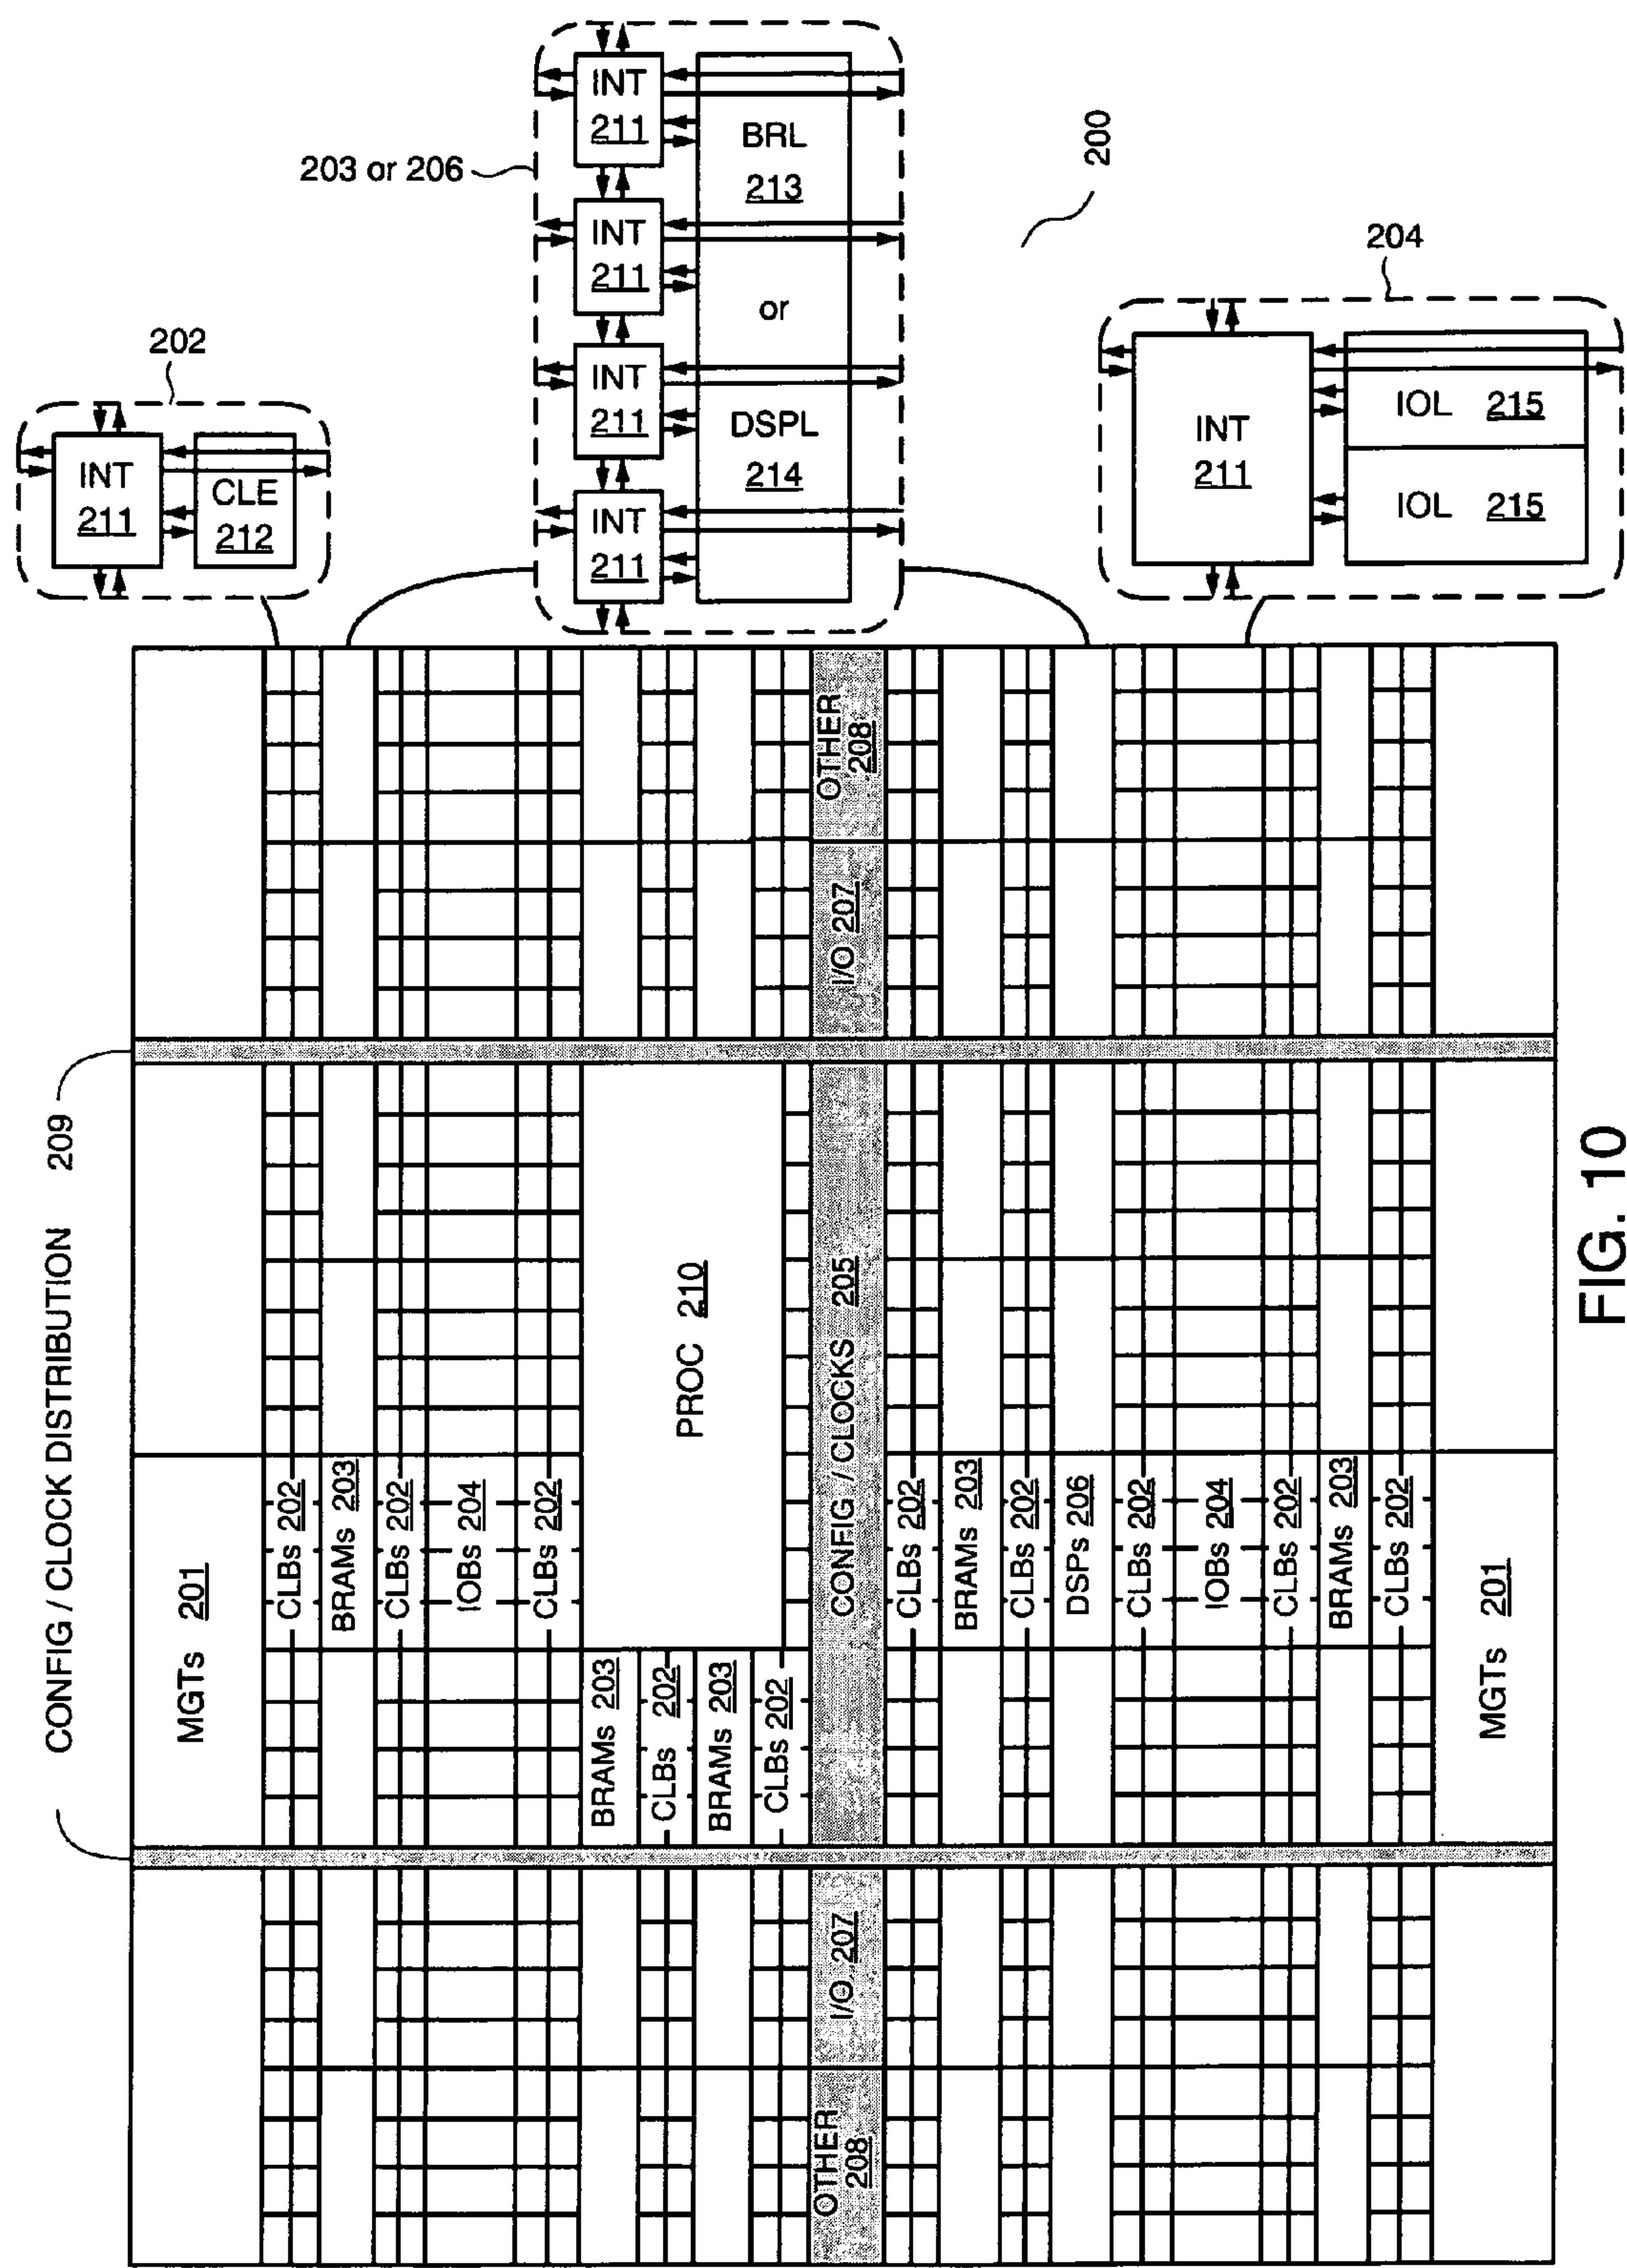 203 or 206
INT
211
INT
211
INT
211
INT
211
BRL
213
or
DSPL
214
200
202
INT
211
CLE
212
204
INT
211
IOL 215
IOL 215
CONFIG / CLOCK DISTRIBUTION 209
MGTs 201
CLBs 202
BRAMs 203
CLBs 202
IOBs 204
CLBs 202
PROC 210
BRAMs 203
CLBs 202
BRAMs 203
CLBs 202
OTHER
208
I/O 207
CONFIG / CLOCKS 205
I/O 207
OTHER
208
CLBs 202
BRAMs 203
CLBs 202
DSPs 206
CLBs 202
IOBs 204
CLBs 202
BRAMs 203
CLBs 202
MGTs 201
FIG. 10